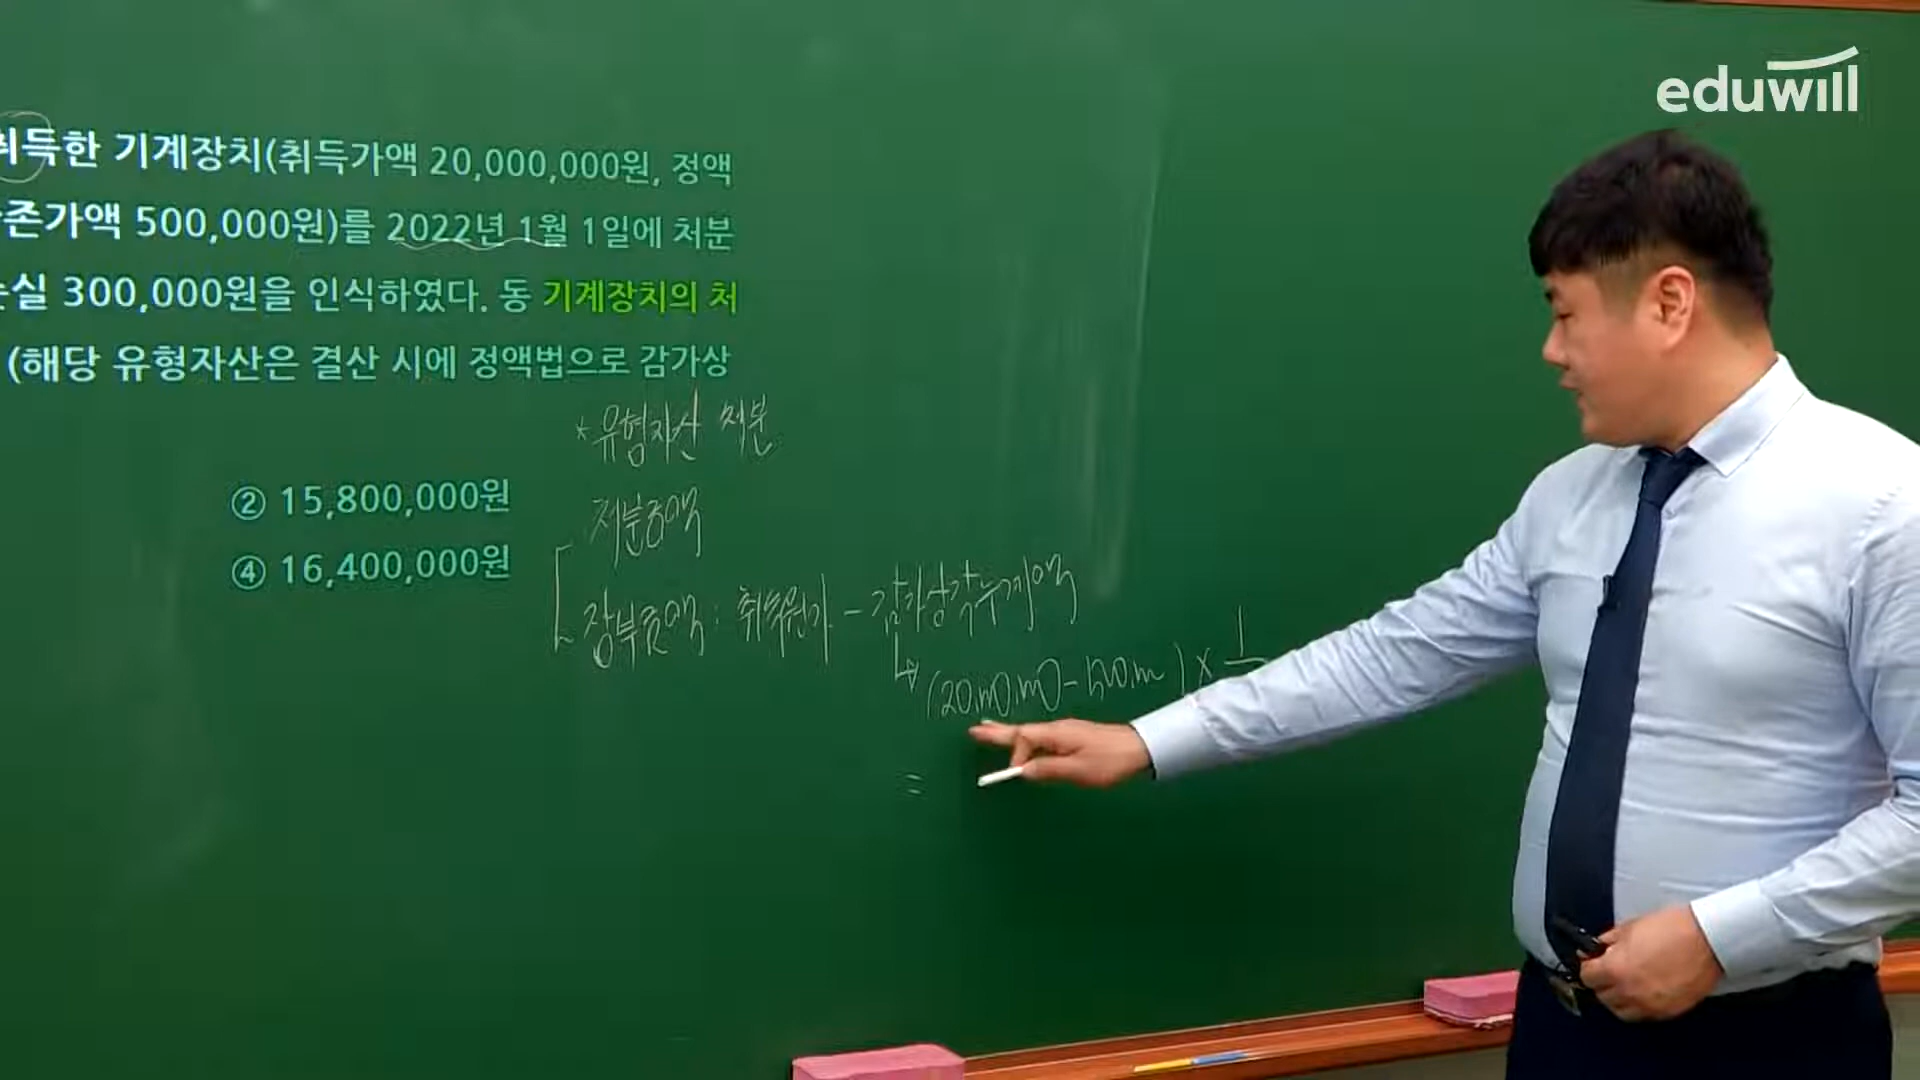 eduwill
취득한 기계장치(취득가액 20,000,000원, 정액
존가액 500,000원)를 2022년 1월 1일에 처분
손실 300,000원을 인식하였다. 동 기계장치의 처
(해당 유형자산은 결산 시에 정액법으로 감가상
② 15,800,000원
④ 16,400,000원
*유형자산 처분
처분금액
장부금액 : 취득원가 - 감가상각누계액
=